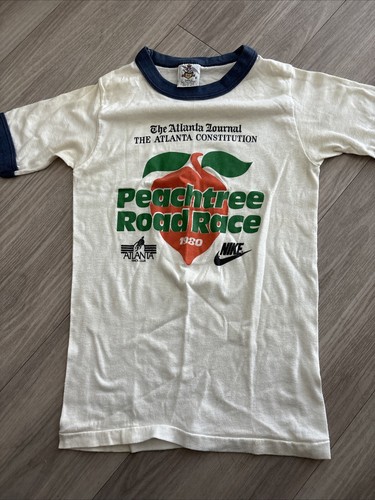 The Atlanta Journal
THE ATLANTA CONSTITUTION
Peachtree
Road Race
1980
ATLANTA
NIKE